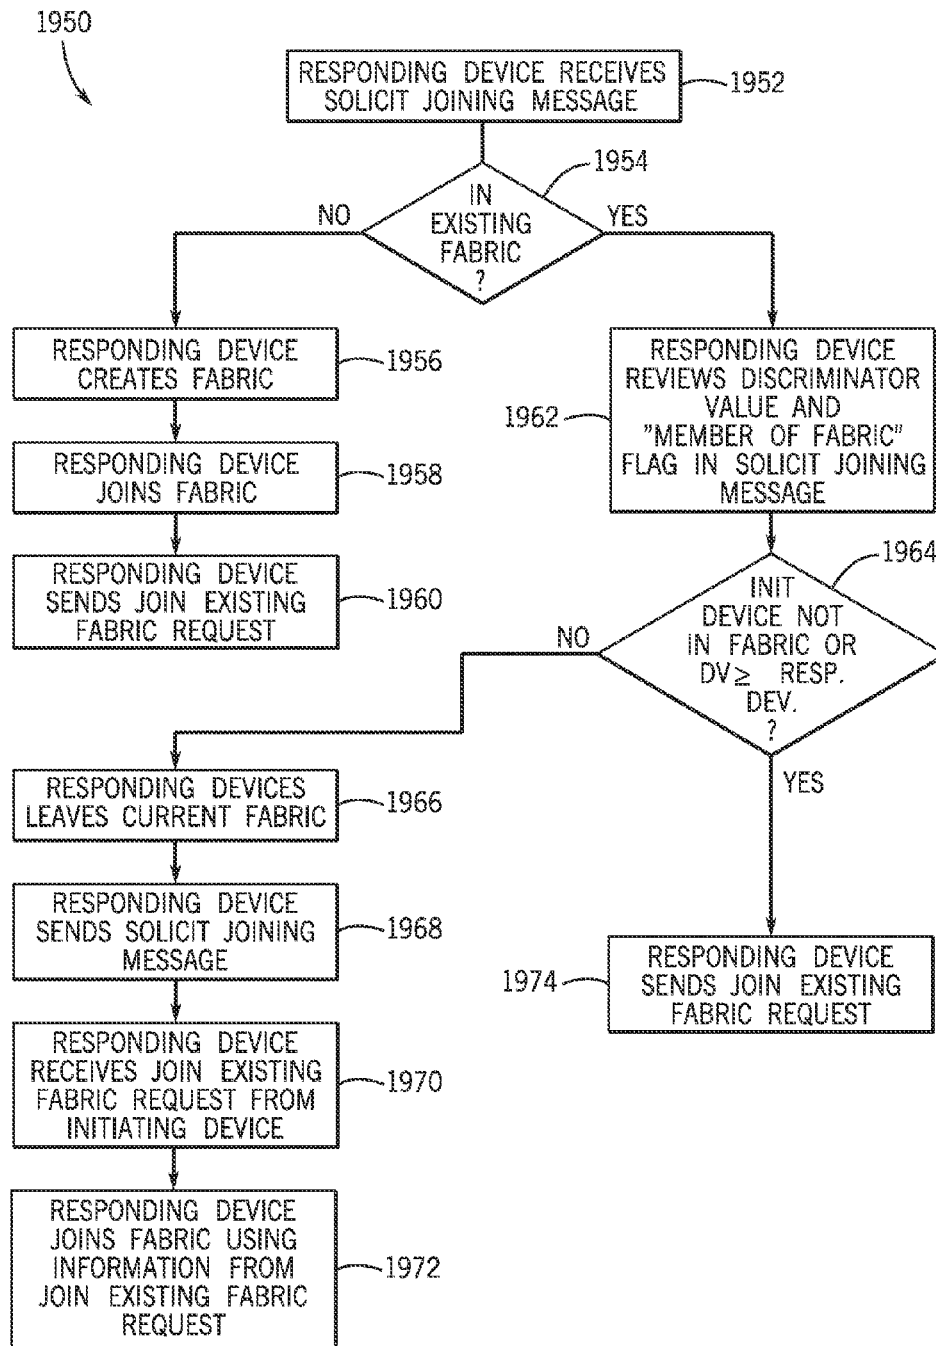 1950
RESPONDING DEVICE RECEIVES
SOLICIT JOINING MESSAGE
1952
1954
IN
EXISTING
FABRIC
?
NO
YES
RESPONDING DEVICE
CREATES FABRIC
1956
RESPONDING DEVICE
JOINS FABRIC
1958
RESPONDING DEVICE
SENDS JOIN EXISTING
FABRIC REQUEST
1960
RESPONDING DEVICE
REVIEWS DISCRIMINATOR
VALUE AND
"MEMBER OF FABRIC"
FLAG IN SOLICIT JOINING
MESSAGE
1962
1964
INIT
DEVICE NOT
IN FABRIC OR
DV≥ RESP.
DEV.
?
NO
YES
RESPONDING DEVICES
LEAVES CURRENT FABRIC
1966
RESPONDING DEVICE
SENDS SOLICIT JOINING
MESSAGE
1968
RESPONDING DEVICE
RECEIVES JOIN EXISTING
FABRIC REQUEST FROM
INITIATING DEVICE
1970
RESPONDING DEVICE
JOINS FABRIC USING
INFORMATION FROM
JOIN EXISTING FABRIC
REQUEST
1972
RESPONDING DEVICE
SENDS JOIN EXISTING
FABRIC REQUEST
1974